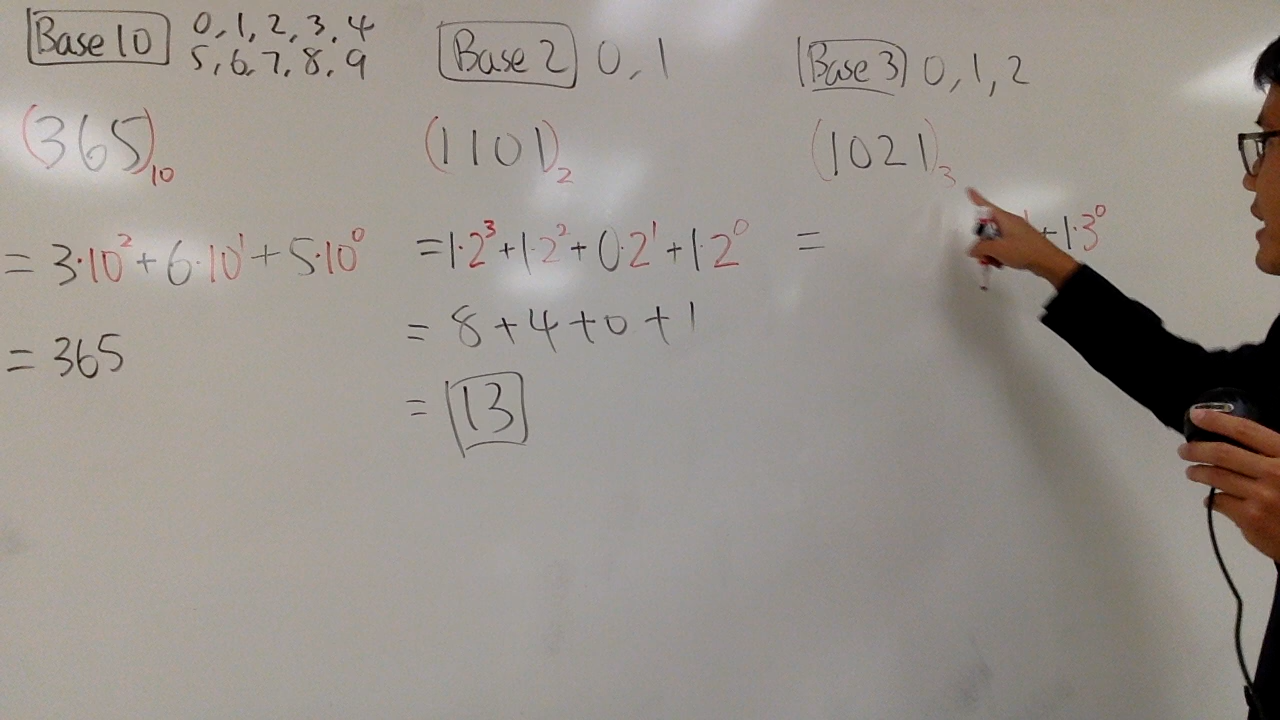 Base 10 0, 1, 2, 3, 4
5, 6, 7, 8, 9
(365)₁₀
= 3·10² + 6·10¹ + 5·10⁰
= 365
Base 2 0, 1
(1101)₂
= 1·2³ + 1·2² + 0·2¹ + 1·2⁰
= 8 + 4 + 0 + 1
= 13
Base 3 0, 1, 2
(1021)₃
= + 1·3⁰